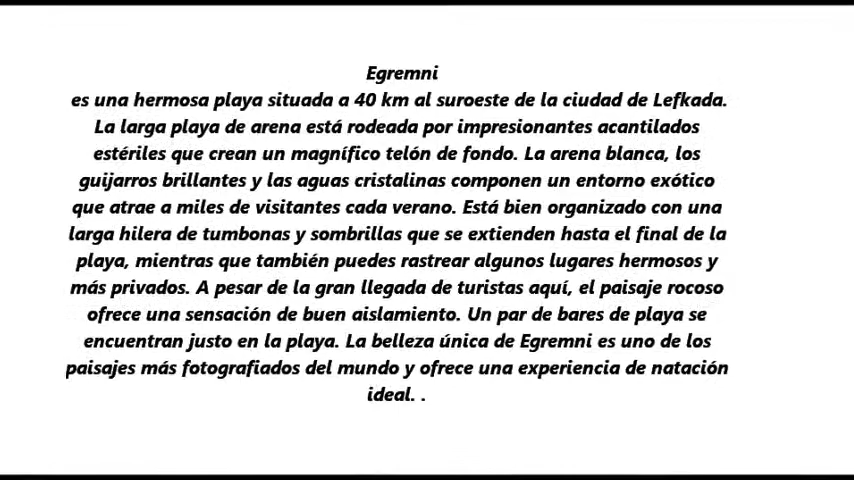 Egremni
es una hermosa playa situada a 40 km al suroeste de la ciudad de Lefkada.
La larga playa de arena está rodeada por impresionantes acantilados
estériles que crean un magnífico telón de fondo. La arena blanca, los
guijarros brillantes y las aguas cristalinas componen un entorno exótico
que atrae a miles de visitantes cada verano. Está bien organizado con una
larga hilera de tumbonas y sombrillas que se extienden hasta el final de la
playa, mientras que también puedes rastrear algunos lugares hermosos y
más privados. A pesar de la gran llegada de turistas aquí, el paisaje rocoso
ofrece una sensación de buen aislamiento. Un par de bares de playa se
encuentran justo en la playa. La belleza única de Egremni es uno de los
paisajes más fotografiados del mundo y ofrece una experiencia de natación
ideal. .